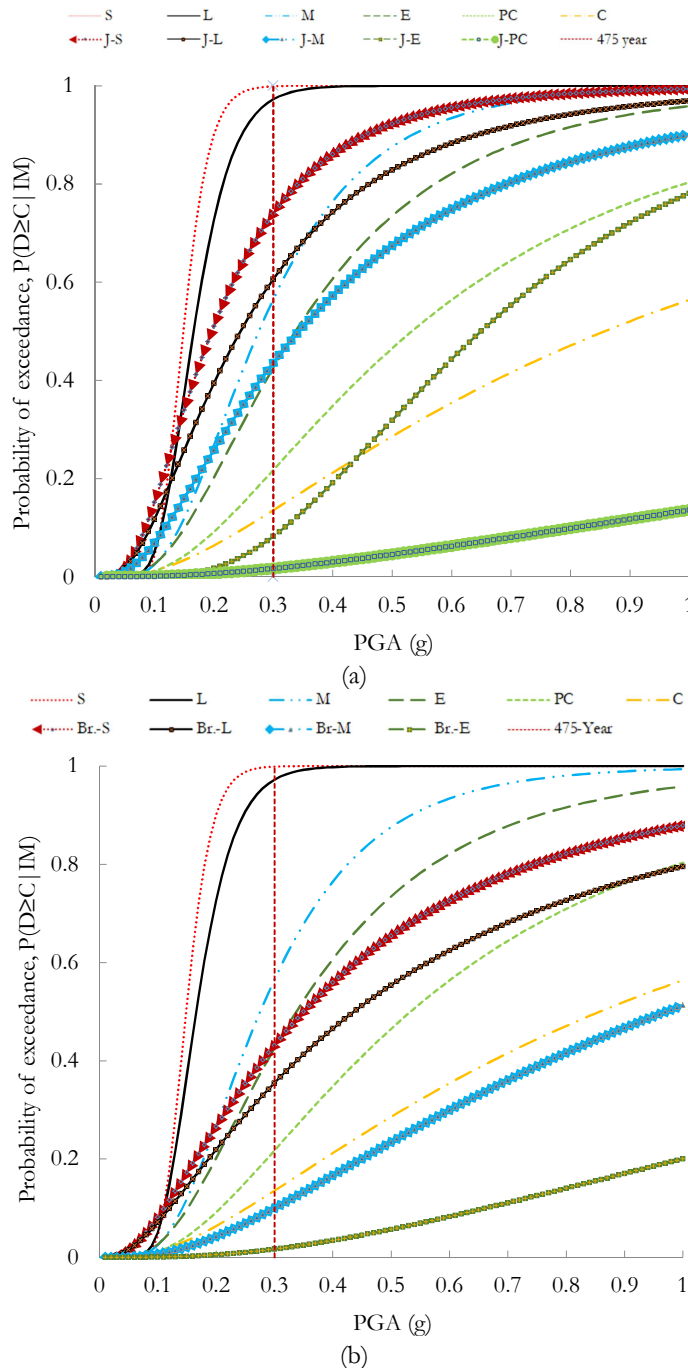 S L M E PC C
J-S J-L J-M J-E J-PC 475 year
Probability of exceedance, P(D≥C| IM)
1
0.8
0.6
0.4
0.2
0
0 0.1 0.2 0.3 0.4 0.5 0.6 0.7 0.8 0.9 1
PGA (g)
(a)
S L M E PC C
Br.-S Br.-L Br-M Br.-E 475-Year
Probability of exceedance, P(D≥C| IM)
1
0.8
0.6
0.4
0.2
0
0 0.1 0.2 0.3 0.4 0.5 0.6 0.7 0.8 0.9 1
PGA (g)
(b)